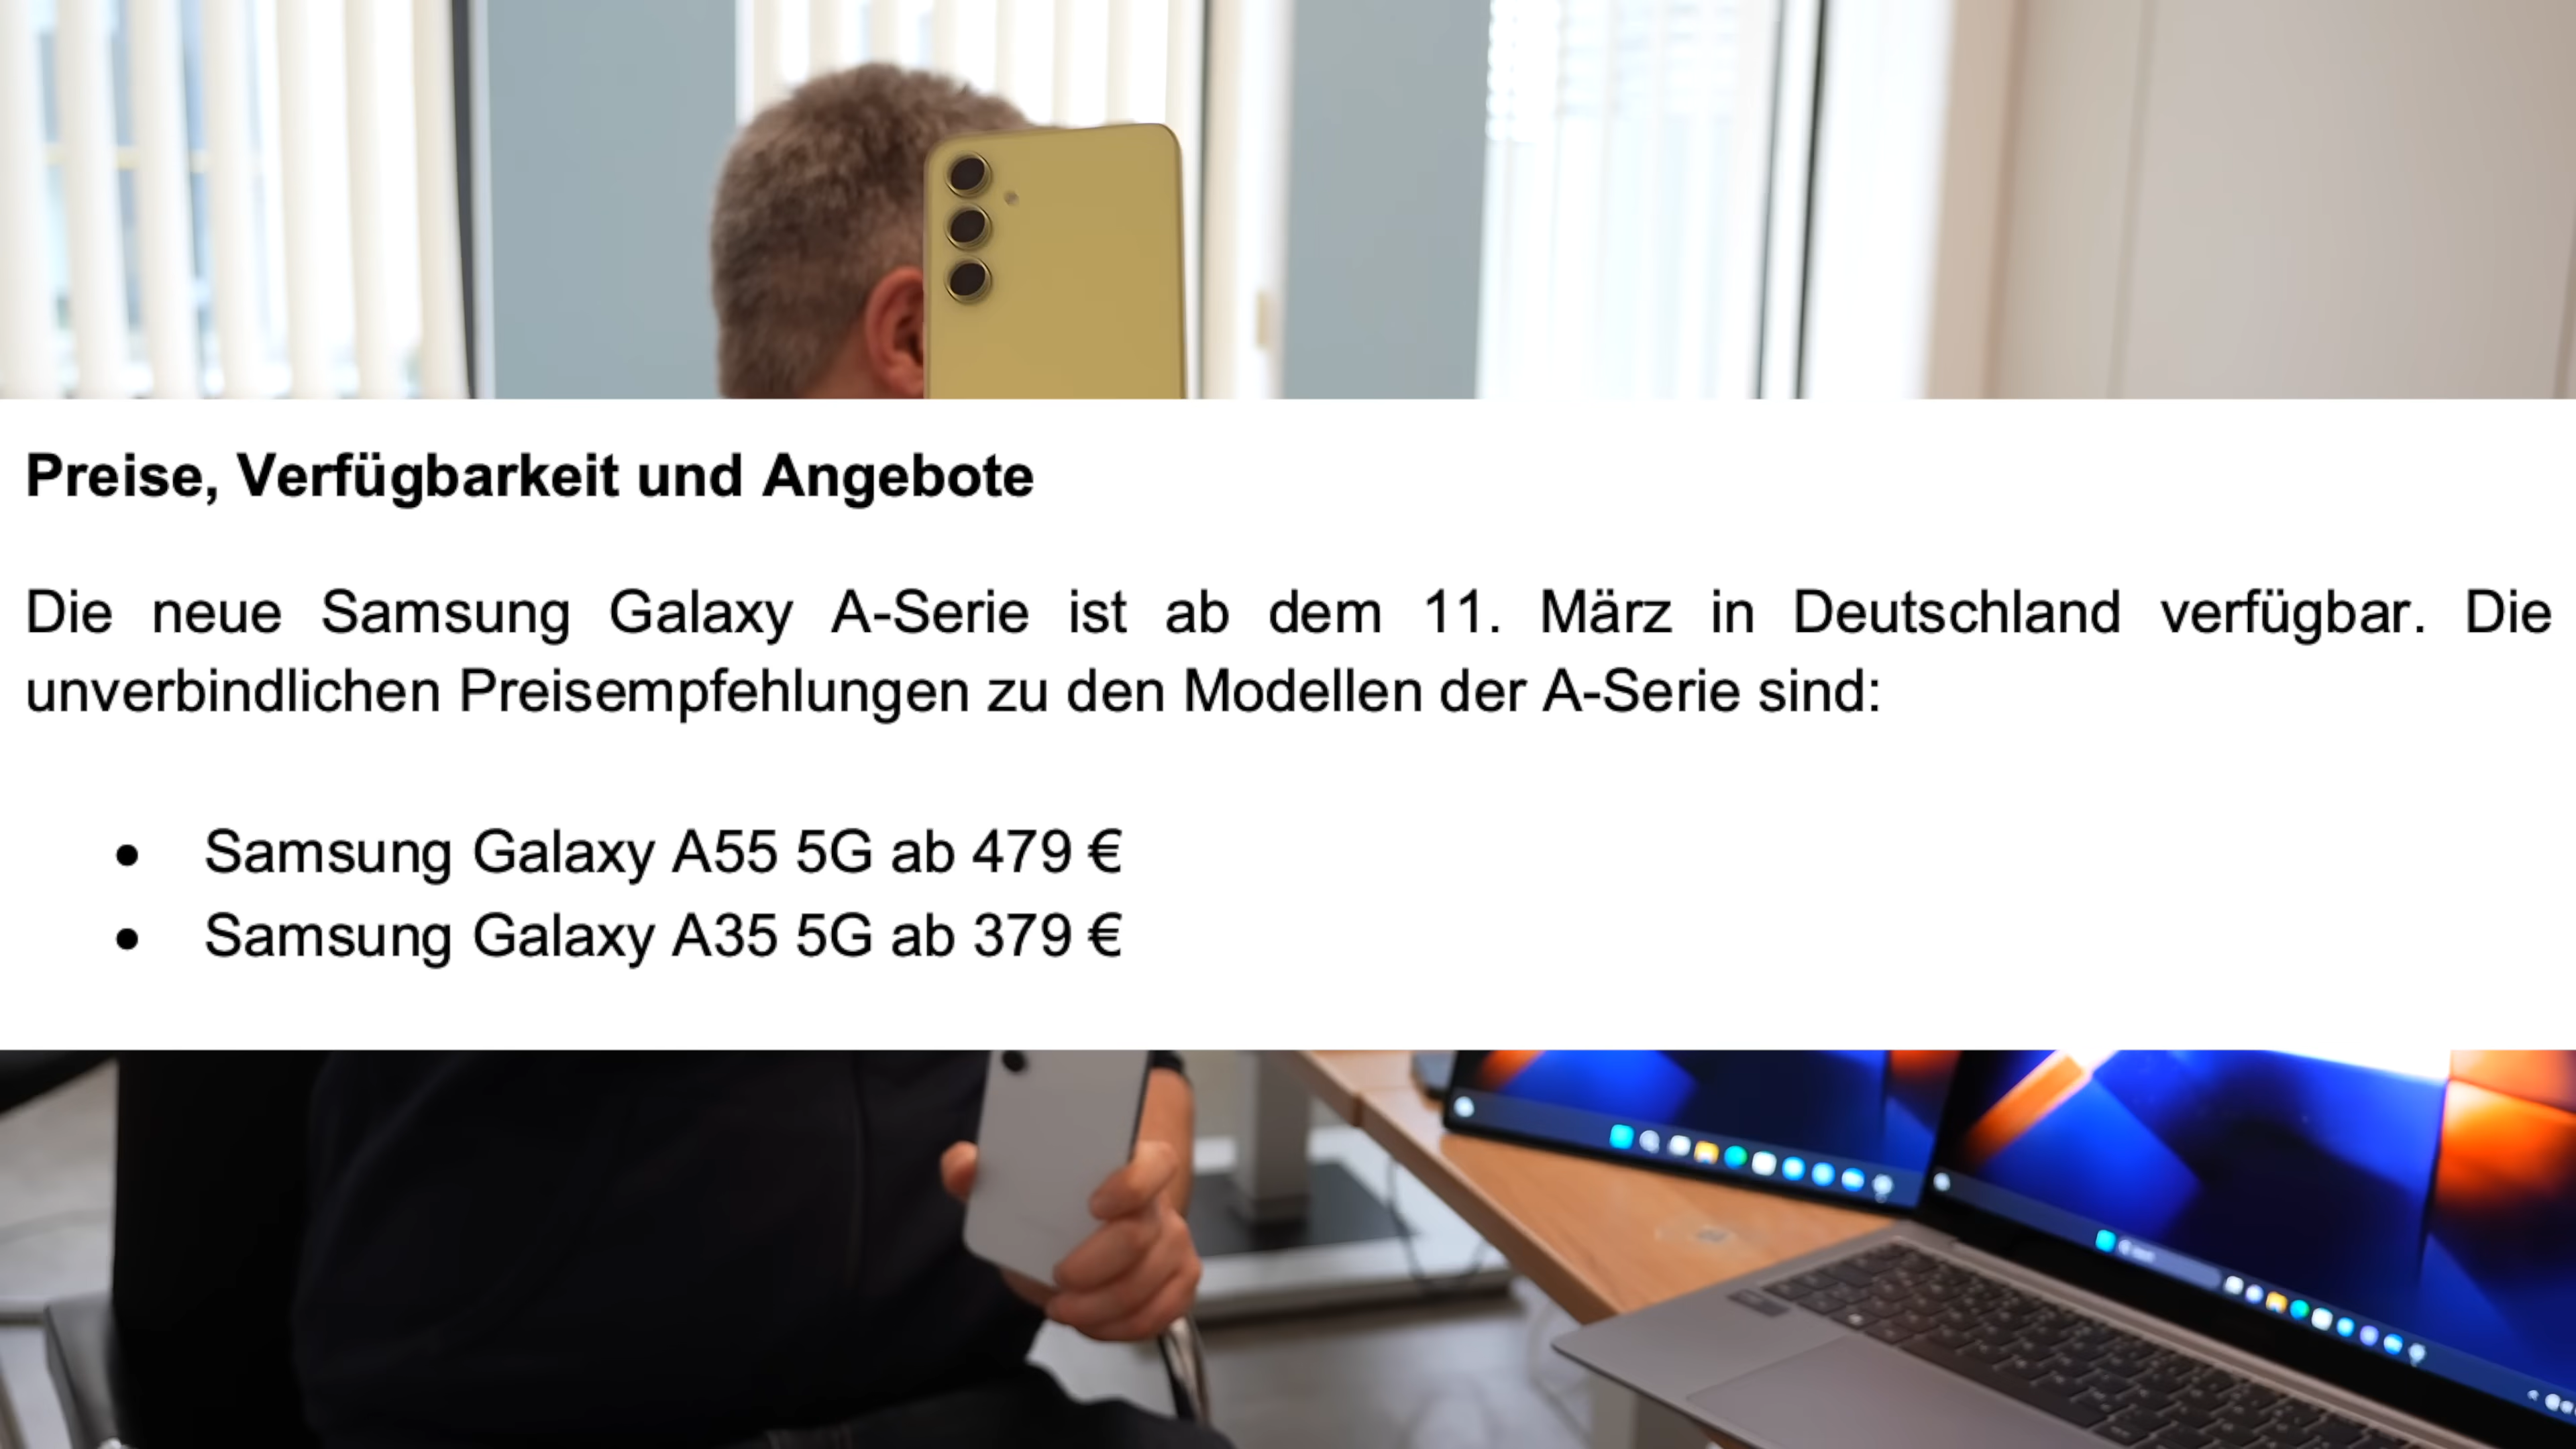 Preise, Verfügbarkeit und Angebote
Die neue Samsung Galaxy A-Serie ist ab dem 11. März in Deutschland verfügbar. Die
unverbindlichen Preisempfehlungen zu den Modellen der A-Serie sind:
• Samsung Galaxy A55 5G ab 479 €
• Samsung Galaxy A35 5G ab 379 €